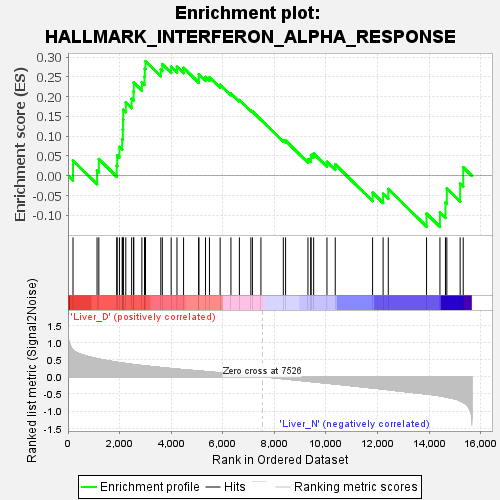 Enrichment plot:
HALLMARK_INTERFERON_ALPHA_RESPONSE
Enrichment score (ES)
0.30
0.25
0.20
0.15
0.10
0.05
0.00
-0.05
-0.10
'Liver_D' (positively correlated)
Ranked list metric (Signal2Noise)
1.5
1.0
0.5
0.0
-0.5
-1.0
-1.5
Zero cross at 7526
'Liver_N' (negatively correlated)
0 2,000 4,000 6,000 8,000 10,000 12,000 14,000 16,000
Rank in Ordered Dataset
Enrichment profile Hits Ranking metric scores